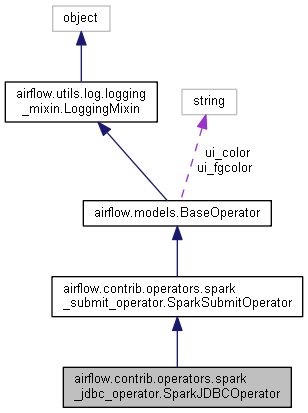 object
airflow.utils.log.logging
_mixin.LoggingMixin
string
ui_color
ui_fgcolor
airflow.models.BaseOperator
airflow.contrib.operators.spark
_submit_operator.SparkSubmitOperator
airflow.contrib.operators.spark
_jdbc_operator.SparkJDBCOperator